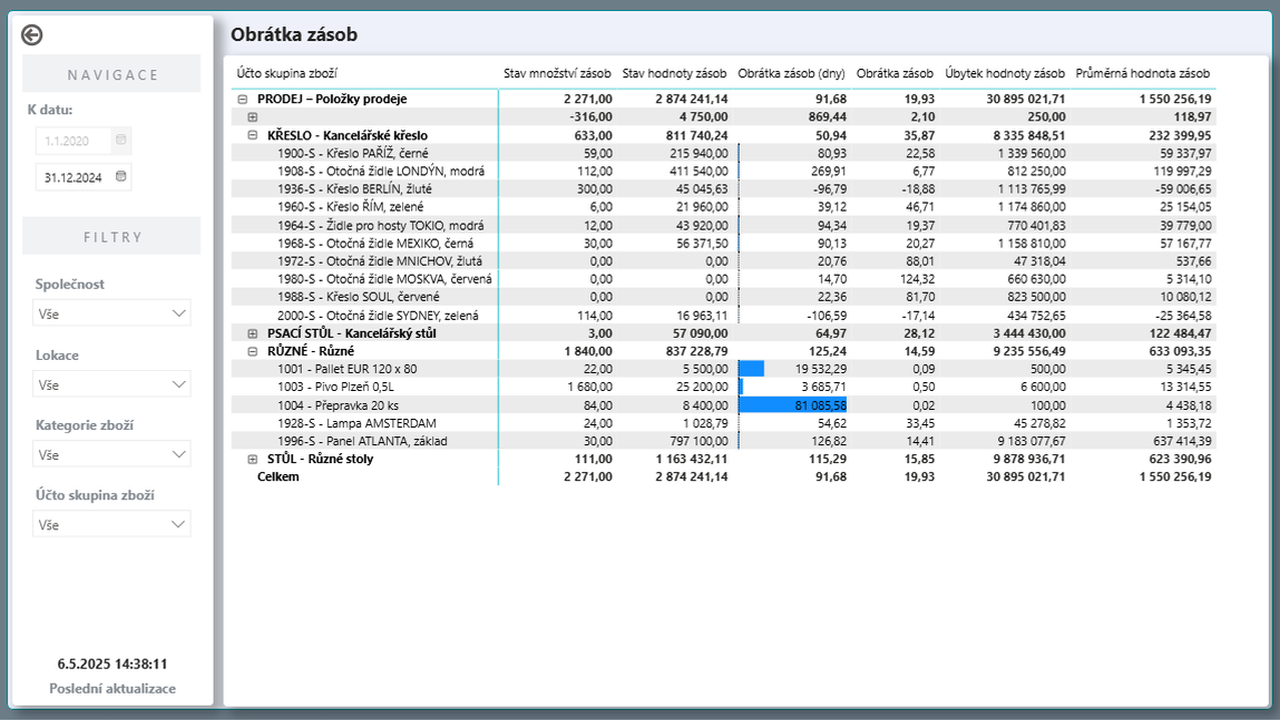 Obrátka zásob
NAVIGACE
K datu:
1.1.2020
31.12.2024
FILTRY
Společnost
Vše
Lokace
Vše
Kategorie zboží
Vše
Účto skupina zboží
Vše
6.5.2025 14:38:11
Poslední aktualizace
Účto skupina zboží Stav množství zásob Stav hodnoty zásob Obrátka zásob (dny) Obrátka zásob Úbytek hodnoty zásob Průměrná hodnota zásob
PRODEJ – Položky prodeje 2 271,00 2 874 241,14 91,68 19,93 30 895 021,71 1 550 256,19
-316,00 4 750,00 869,44 2,10 250,00 118,97
KŘESLO - Kancelářské křeslo 633,00 811 740,24 50,94 35,87 8 335 848,51 232 399,95
1900-S - Křeslo PAŘÍŽ, černé 59,00 215 940,00 80,93 22,58 1 339 560,00 59 337,97
1908-S - Otočná židle LONDÝN, modrá 112,00 411 540,00 269,91 6,77 812 250,00 119 997,29
1936-S - Křeslo BERLÍN, žluté 300,00 45 045,63 -96,79 -18,88 1 113 765,99 -59 006,65
1960-S - Křeslo ŘÍM, zelené 6,00 21 960,00 39,12 46,71 1 174 860,00 25 154,05
1964-S - Židle pro hosty TOKIO, modrá 12,00 43 920,00 94,34 19,37 770 401,83 39 779,00
1968-S - Otočná židle MEXIKO, černá 30,00 56 371,50 90,13 20,27 1 158 810,00 57 167,77
1972-S - Otočná židle MNICHOV, žlutá 0,00 0,00 20,76 88,01 47 318,04 537,66
1980-S - Otočná židle MOSKVA, červená 0,00 0,00 14,70 124,32 660 630,00 5 314,10
1988-S - Křeslo SOUL, červené 0,00 0,00 22,36 81,70 823 500,00 10 080,12
2000-S - Otočná židle SYDNEY, zelená 114,00 16 963,11 -106,59 -17,14 434 752,65 -25 364,58
PSACÍ STŮL - Kancelářský stůl 3,00 57 090,00 64,97 28,12 3 444 430,00 122 484,47
RŮZNÉ - Různé 1 840,00 837 228,79 125,24 14,59 9 235 556,49 633 093,35
1001 - Pallet EUR 120 x 80 22,00 5 500,00 19 532,29 0,09 500,00 5 345,45
1003 - Pivo Plzeň 0,5L 1 680,00 25 200,00 3 685,71 0,50 6 600,00 13 314,55
1004 - Přepravka 20 ks 84,00 8 400,00 81 085,58 0,02 100,00 4 438,18
1928-S - Lampa AMSTERDAM 24,00 1 028,79 54,62 33,45 45 278,82 1 353,72
1996-S - Panel ATLANTA, základ 30,00 797 100,00 126,82 14,41 9 183 077,67 637 414,39
STŮL - Různé stoly 111,00 1 163 432,11 115,29 15,85 9 878 936,71 623 390,96
Celkem 2 271,00 2 874 241,14 91,68 19,93 30 895 021,71 1 550 256,19